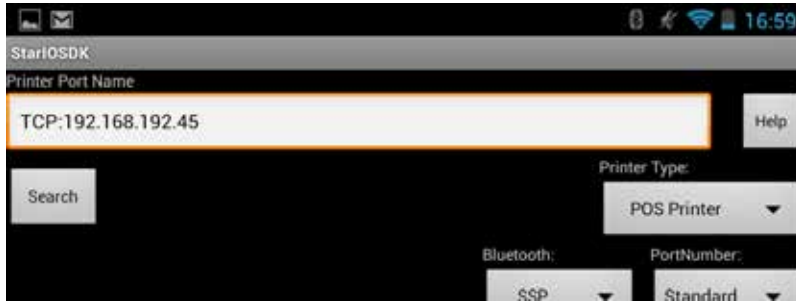 16:59
StarIOSDK
Printer Port Name
TCP:192.168.192.45
Help
Search
Printer Type:
POS Printer
Bluetooth:
PortNumber:
SSP
Standard